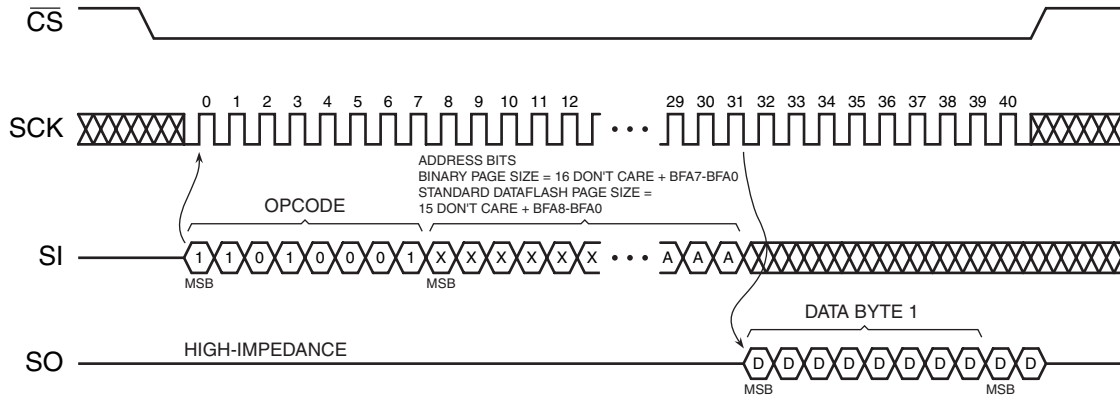 CS
SCK
0 1 2 3 4 5 6 7 8 9 10 11 12 • • • 29 30 31 32 33 34 35 36 37 38 39 40
ADDRESS BITS
BINARY PAGE SIZE = 16 DON'T CARE + BFA7-BFA0
STANDARD DATAFLASH PAGE SIZE =
15 DON'T CARE + BFA8-BFA0
OPCODE
SI
1 1 0 1 0 0 0 1 X X X X X X • • • A A A
MSB MSB
DATA BYTE 1
SO
HIGH-IMPEDANCE
D D D D D D D D D D
MSB MSB